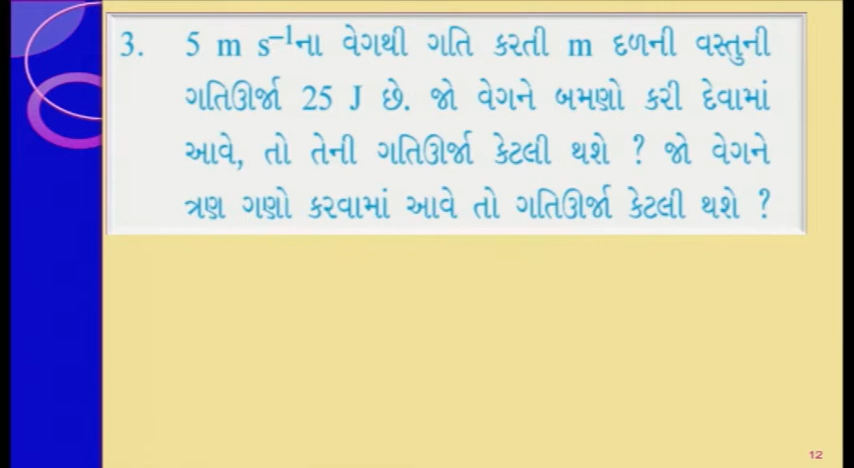 3. 5 m s⁻¹ના વેગથી ગતિ કરતી m દળની વસ્તુની
ગતિઊર્જા 25 J છે. જો વેગને બમણો કરી દેવામાં
આવે, તો તેની ગતિઊર્જા કેટલી થશે ? જો વેગને
ત્રણ ગણો કરવામાં આવે તો ગતિઊર્જા કેટલી થશે ?
12